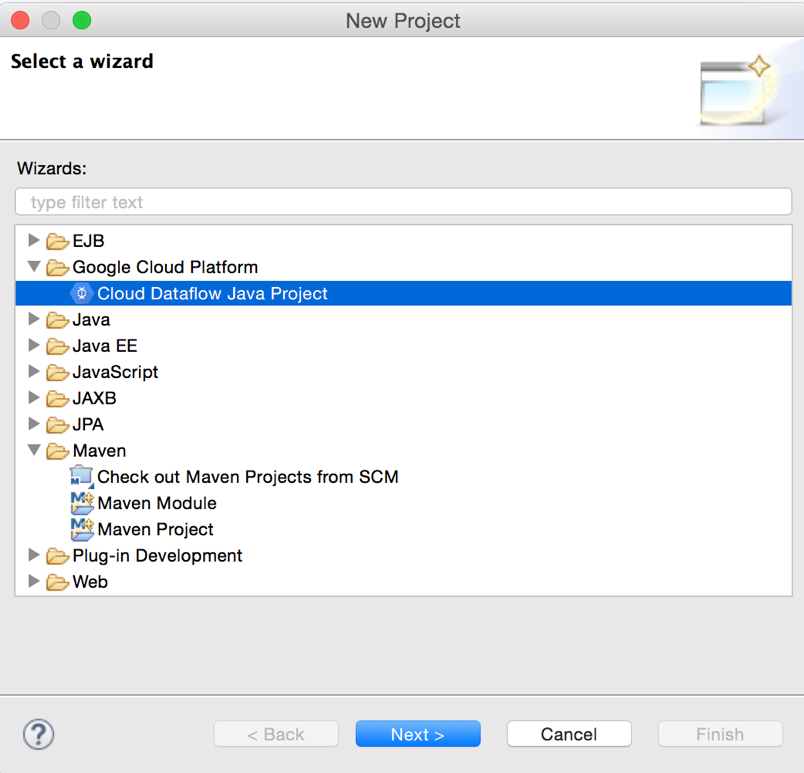 New Project
Select a wizard
Wizards:
type filter text
EJB
Google Cloud Platform
Cloud Dataflow Java Project
Java
Java EE
JavaScript
JAXB
JPA
Maven
Check out Maven Projects from SCM
Maven Module
Maven Project
Plug-in Development
Web
? < Back Next > Cancel Finish